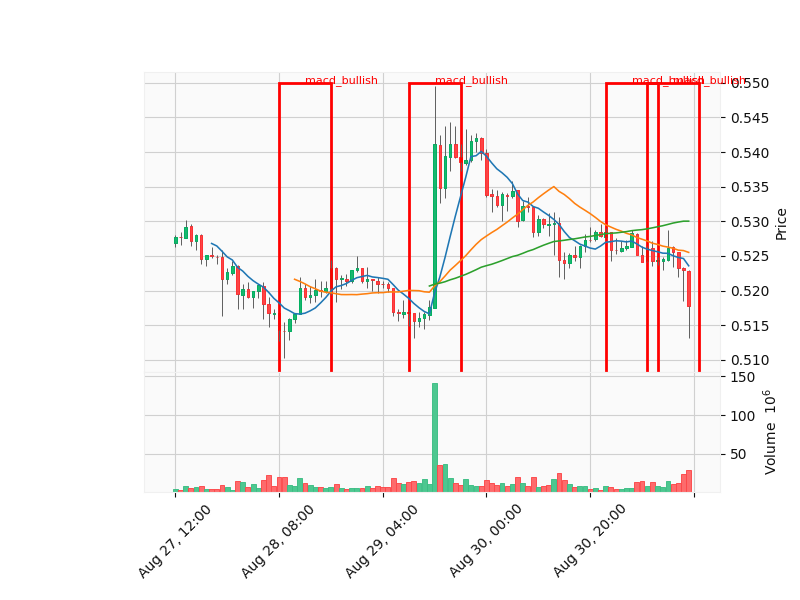 macd_bullish
macd_bullish
macd_bullish
macd_bullish
0.550
0.545
0.540
0.535
0.530
0.525
0.520
0.515
0.510
Price
150
100
50
Volume 10^6
Aug 27, 12:00
Aug 28, 08:00
Aug 29, 04:00
Aug 30, 00:00
Aug 30, 20:00